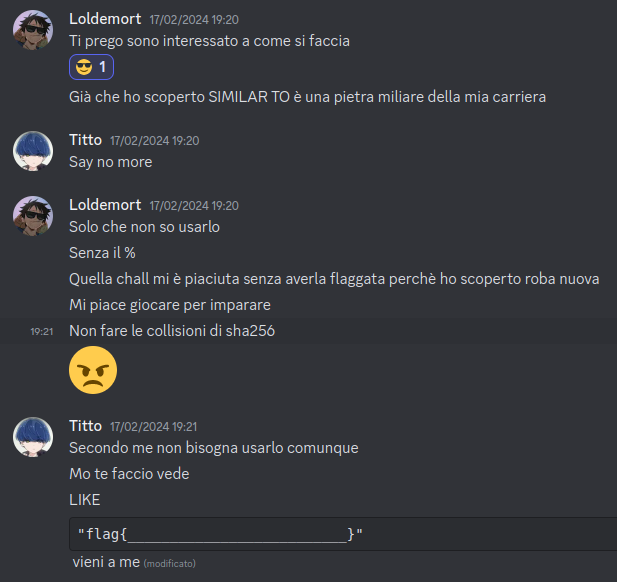 Loldemort 17/02/2024 19:20
Ti prego sono interessato a come si faccia
😎 1
Già che ho scoperto SIMILAR TO è una pietra miliare della mia carriera
Titto 17/02/2024 19:20
Say no more
Loldemort 17/02/2024 19:20
Solo che non so usarlo
Senza il %
Quella chall mi è piaciuta senza averla flaggata perchè ho scoperto roba nuova
Mi piace giocare per imparare
19:21 Non fare le collisioni di sha256
😠
Titto 17/02/2024 19:21
Secondo me non bisogna usarlo comunque
Mo te faccio vede
LIKE
"flag{__________________________}"
vieni a me (modificato)